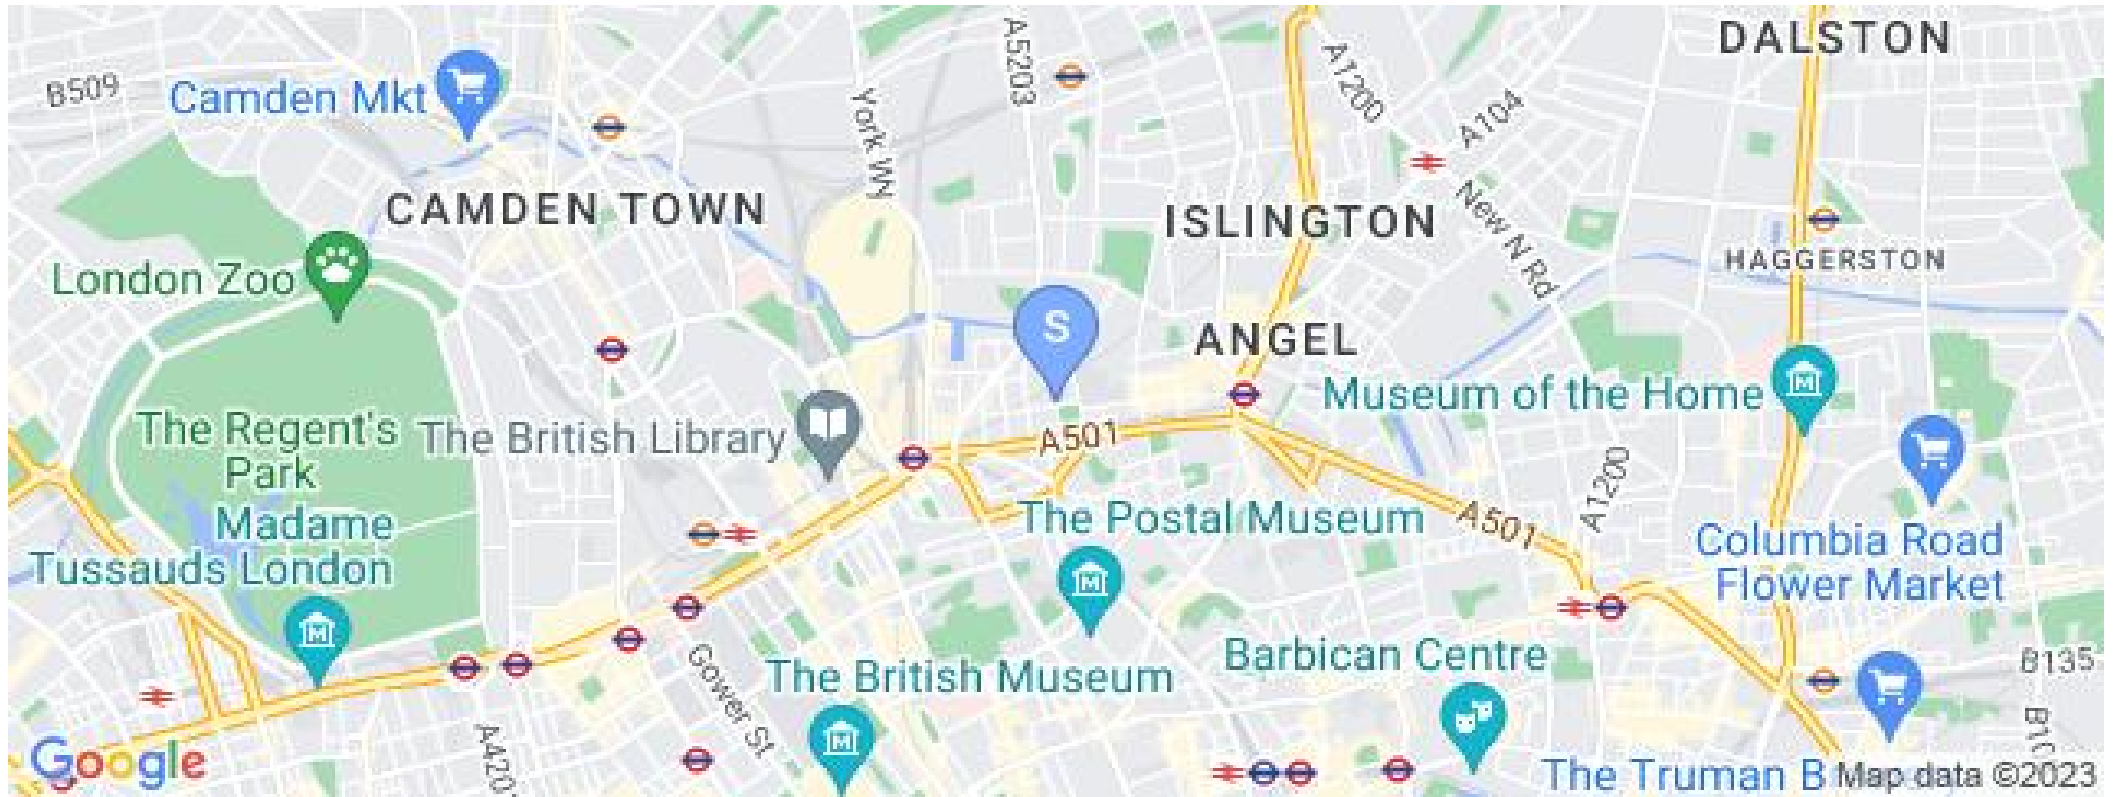 DALSTON
A5203
A1200
B509
Camden Mkt
York Wy
A104
CAMDEN TOWN
ISLINGTON
New N Rd
London Zoo
HAGGERSTON
S
ANGEL
Museum of the Home
The Regent's
Park
The British Library
A501
Madame
Tussauds London
The Postal Museum
A501
A1200
Columbia Road
Flower Market
Gower St
The British Museum
Barbican Centre
B135
A420
B10
Google
The Truman B
Map data ©2023